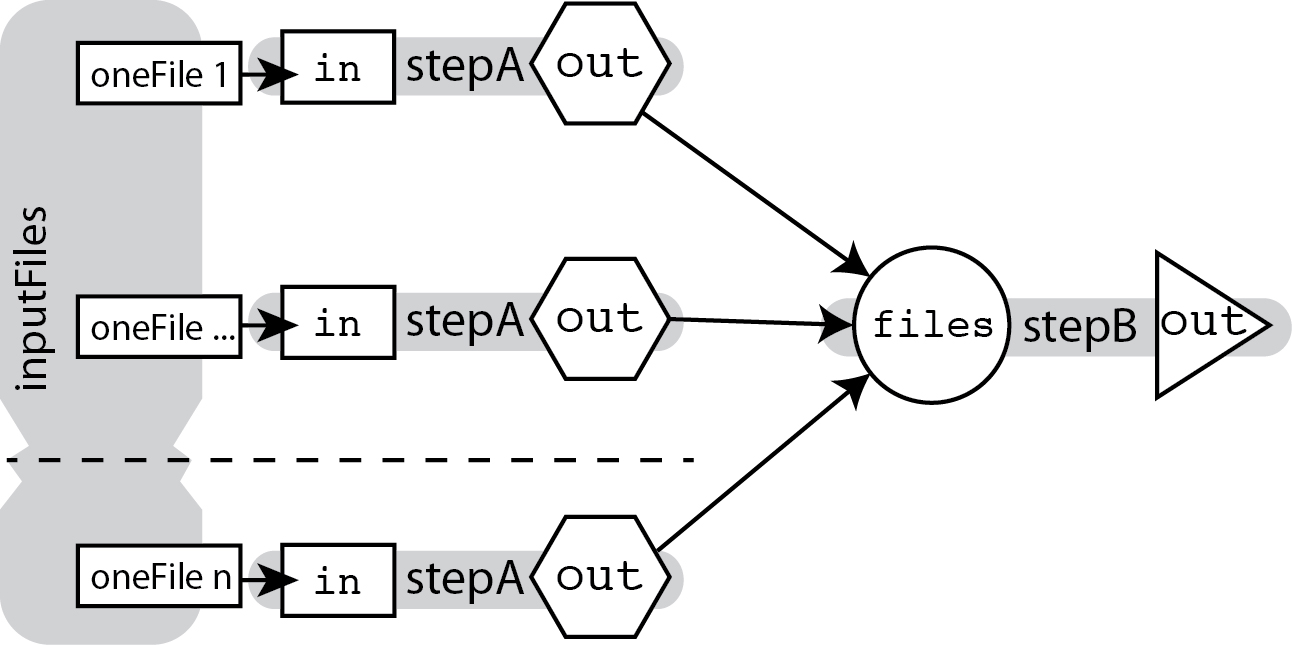 oneFile 1 in stepA out
inputFiles
oneFile ... in stepA out files stepB out
oneFile n in stepA out